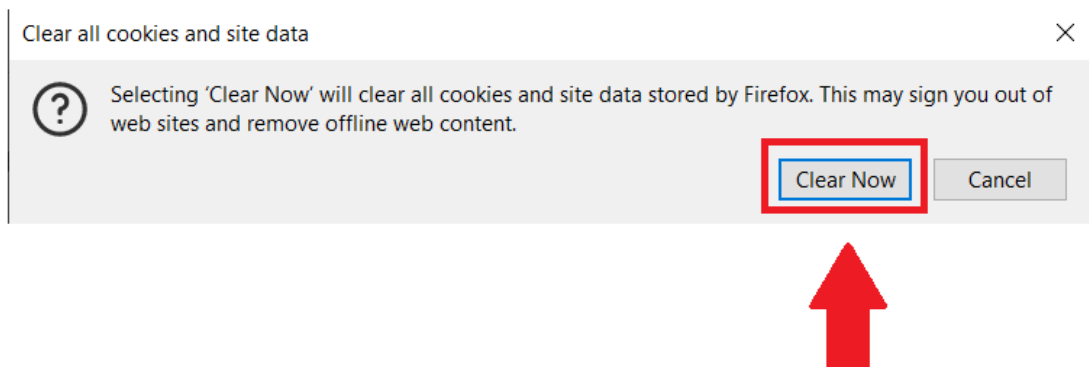 Clear all cookies and site data
Selecting ‘Clear Now’ will clear all cookies and site data stored by Firefox. This may sign you out of
web sites and remove offline web content.
Clear Now
Cancel